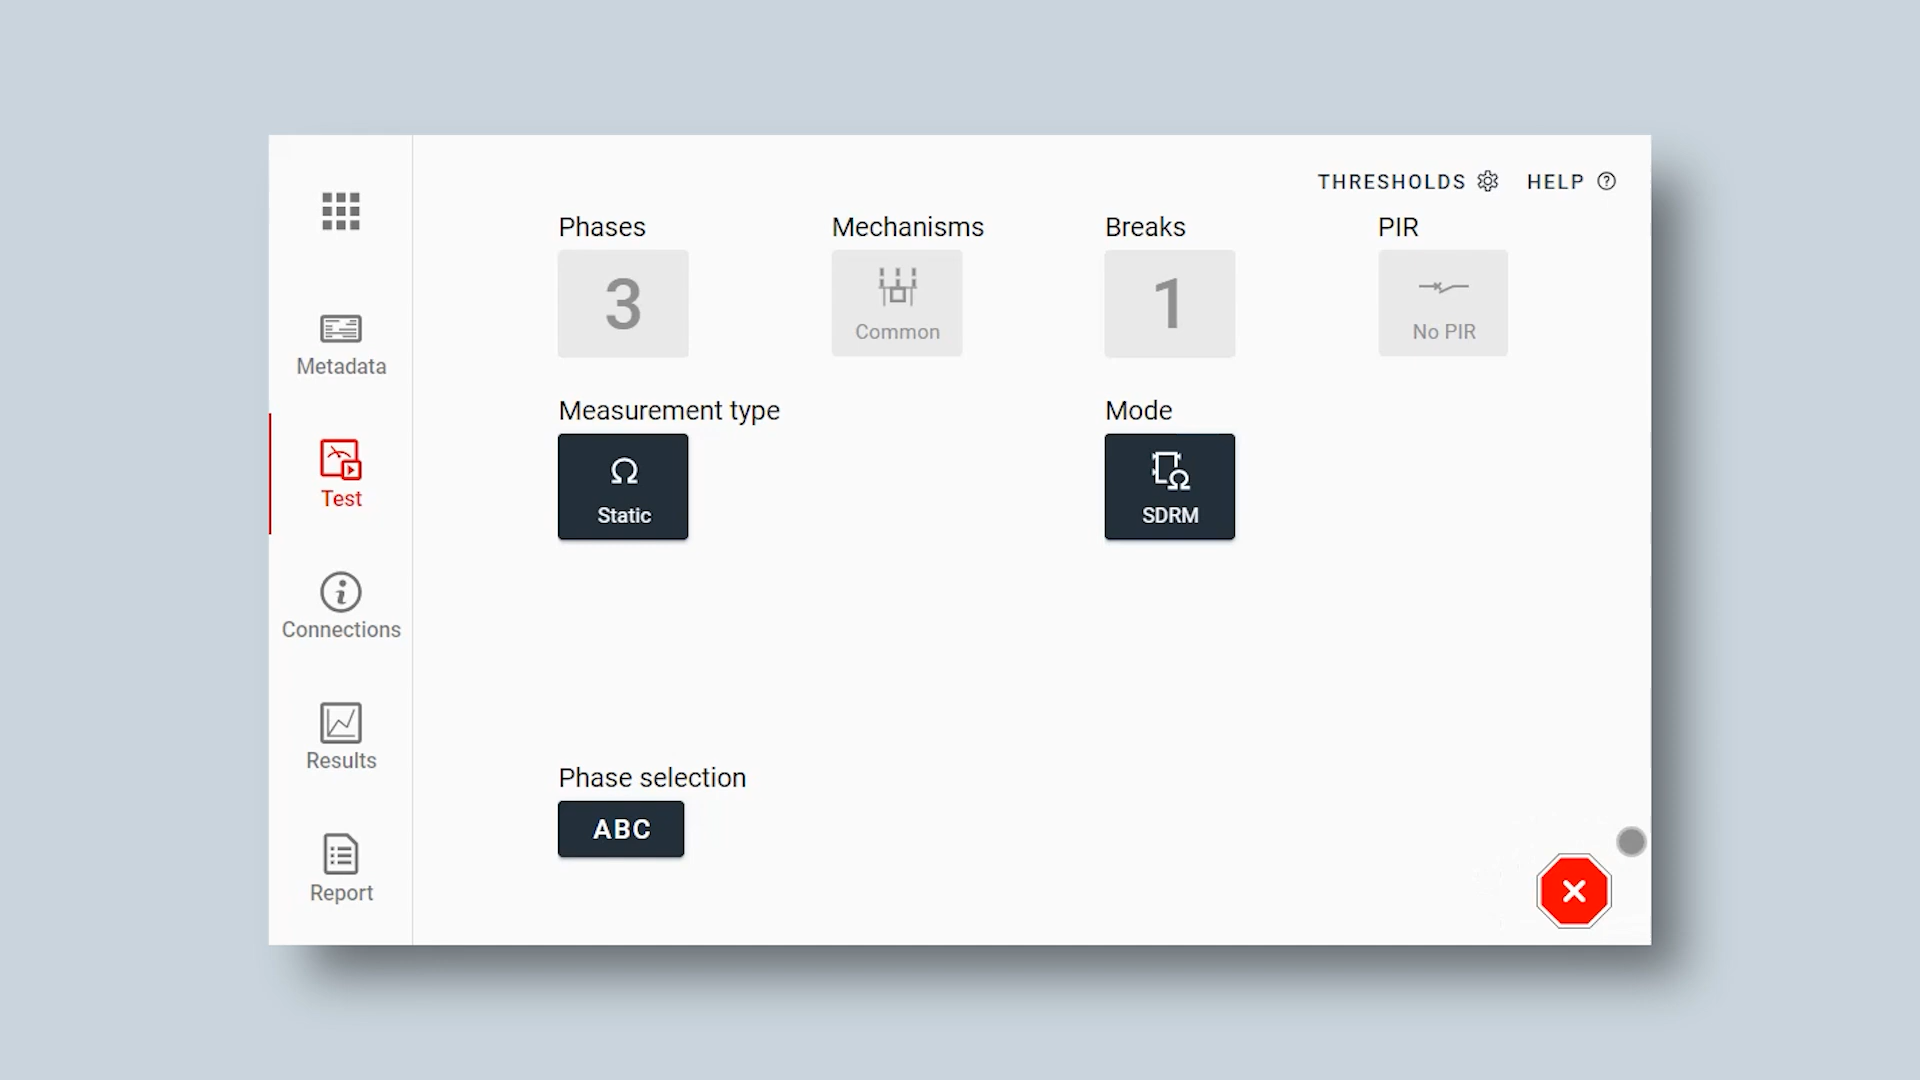 THRESHOLDS HELP
Phases Mechanisms Breaks PIR
3 Common 1 No PIR
Metadata
Measurement type Mode
Static SDRM
Test
Connections
Results
Phase selection
ABC
Report